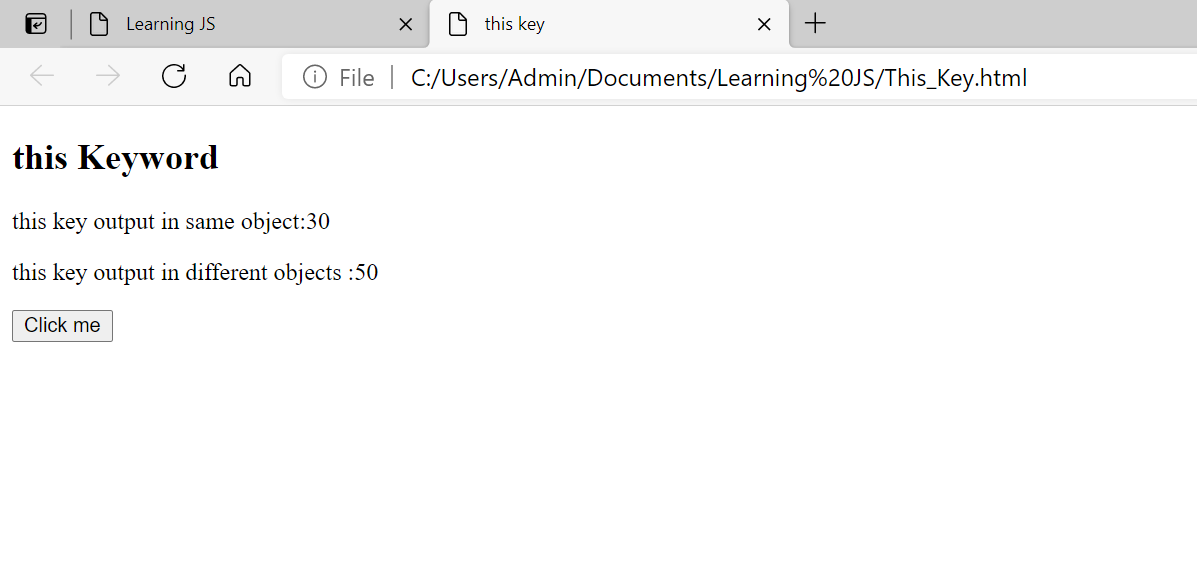 Learning JS
this key
File
C:/Users/Admin/Documents/Learning%20JS/This_Key.html
this Keyword
this key output in same object:30
this key output in different objects :50
Click me